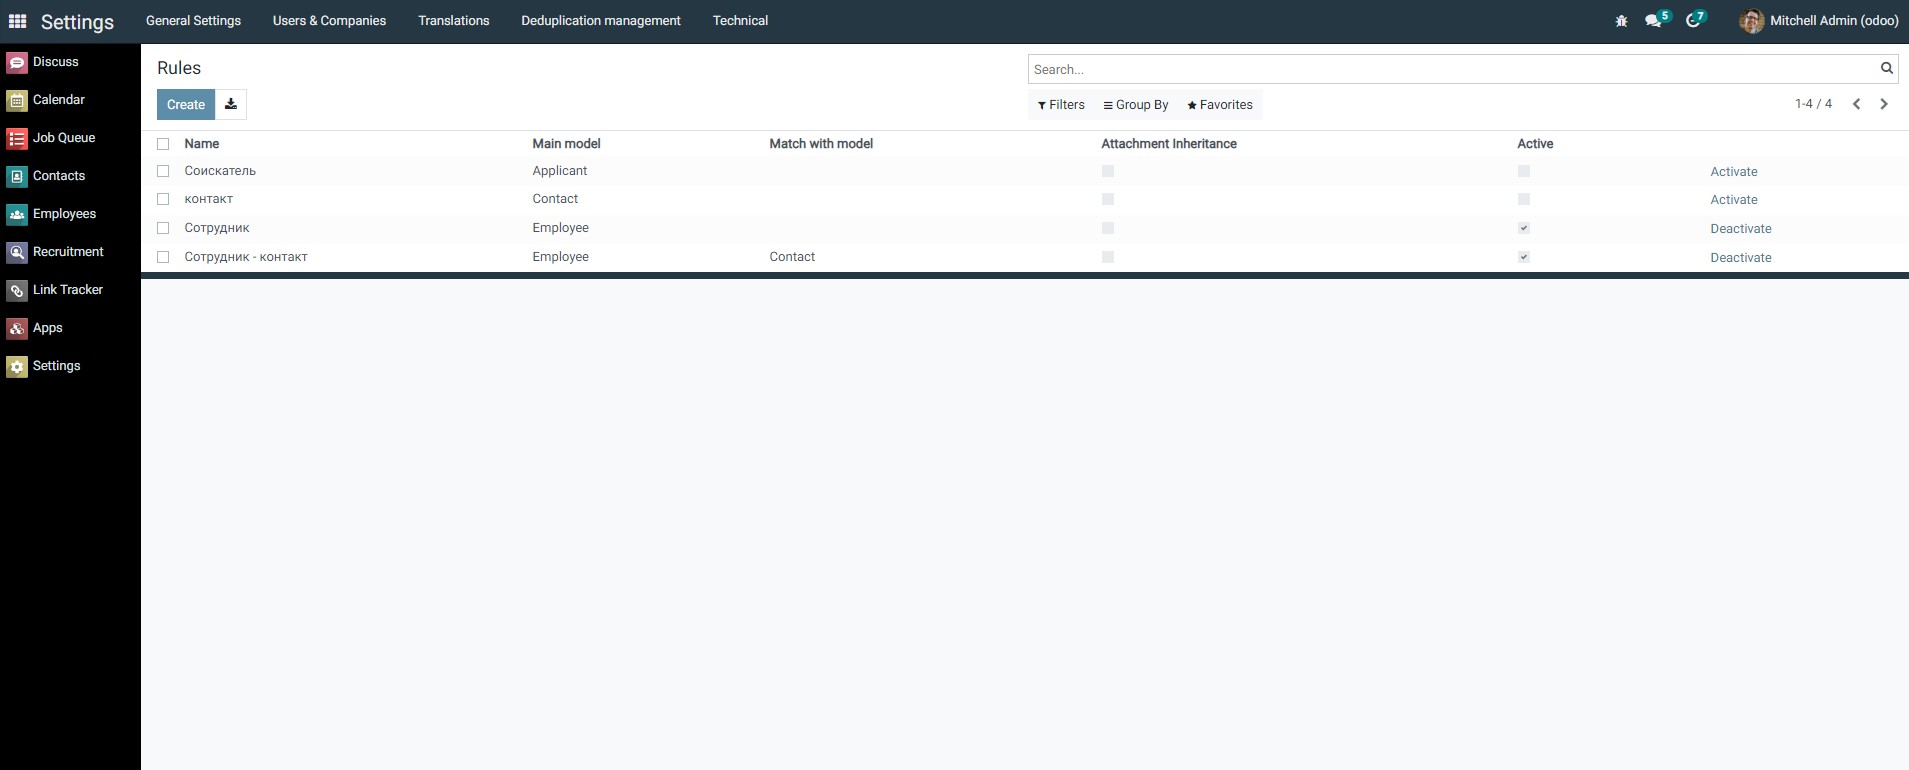 Settings General Settings Users & Companies Translations Deduplication management Technical 5 7 Mitchell Admin (odoo)
Discuss
Calendar
Job Queue
Contacts
Employees
Recruitment
Link Tracker
Apps
Settings
Rules
Search...
Create
Filters Group By Favorites 1-4 / 4
Name Main model Match with model Attachment Inheritance Active
Соискатель Applicant Activate
контакт Contact Activate
Сотрудник Employee Deactivate
Сотрудник - контакт Employee Contact Deactivate